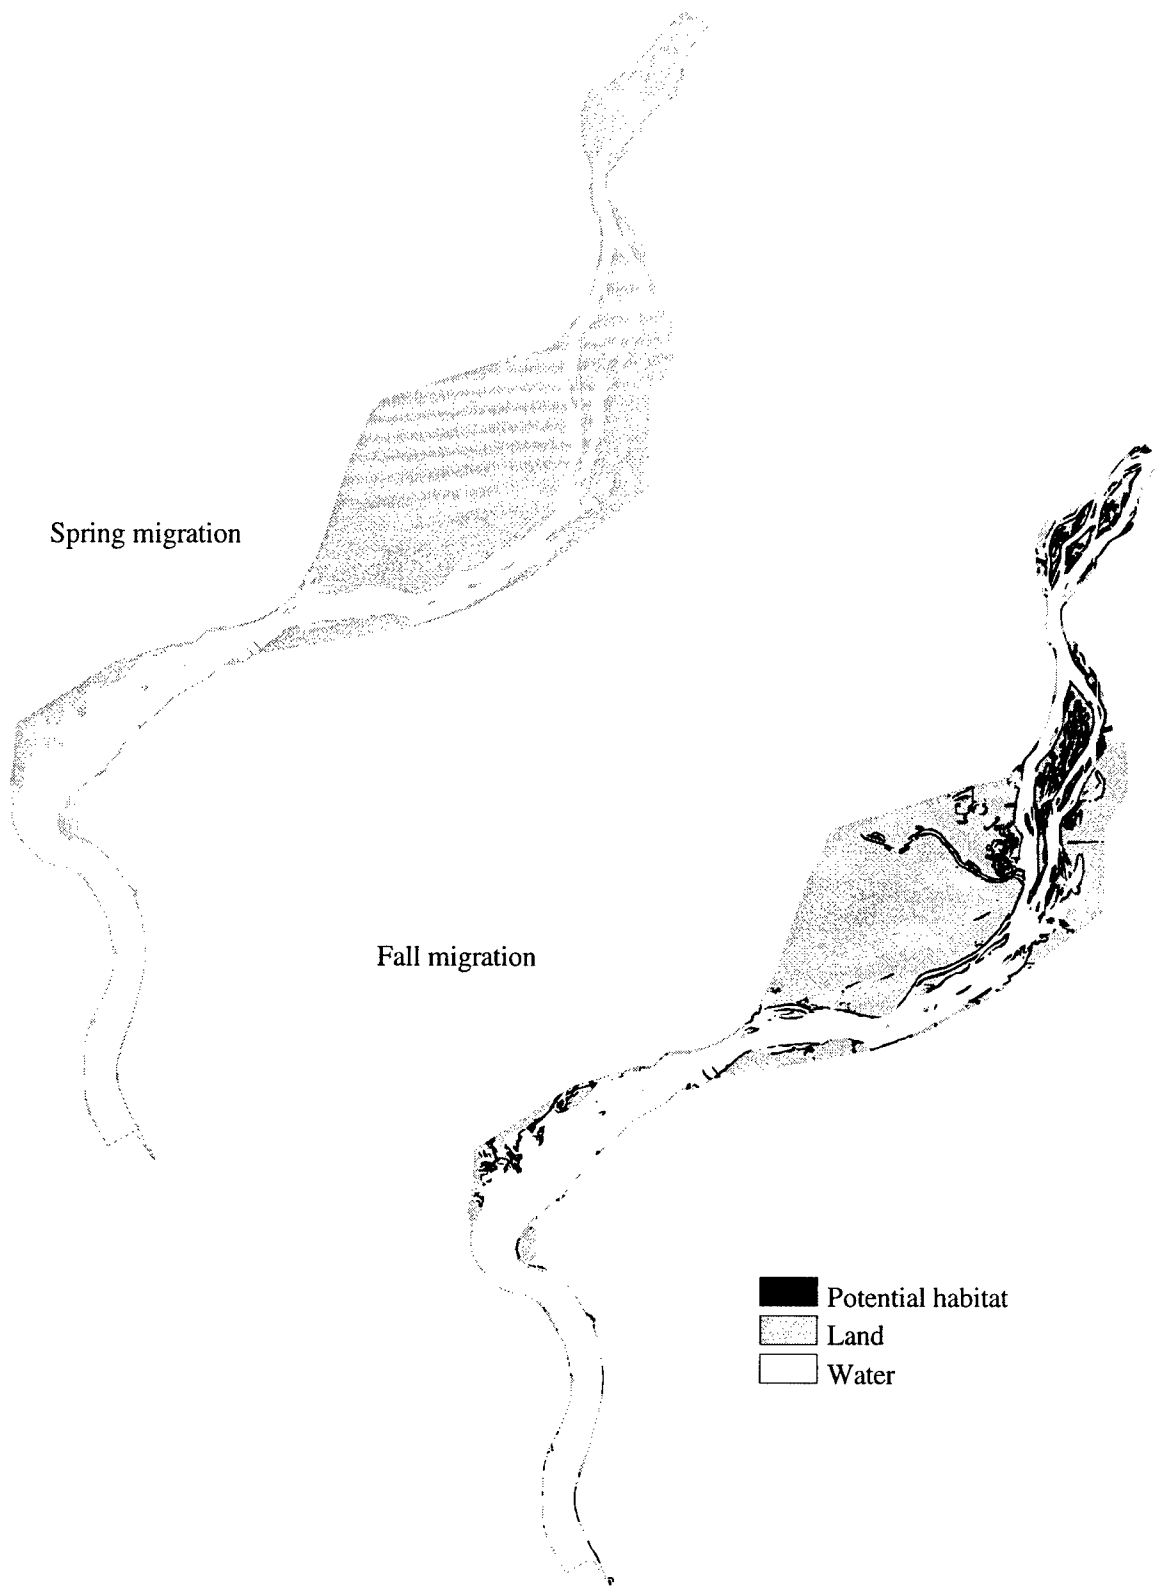 Spring migration
Fall migration
Potential habitat
Land
Water